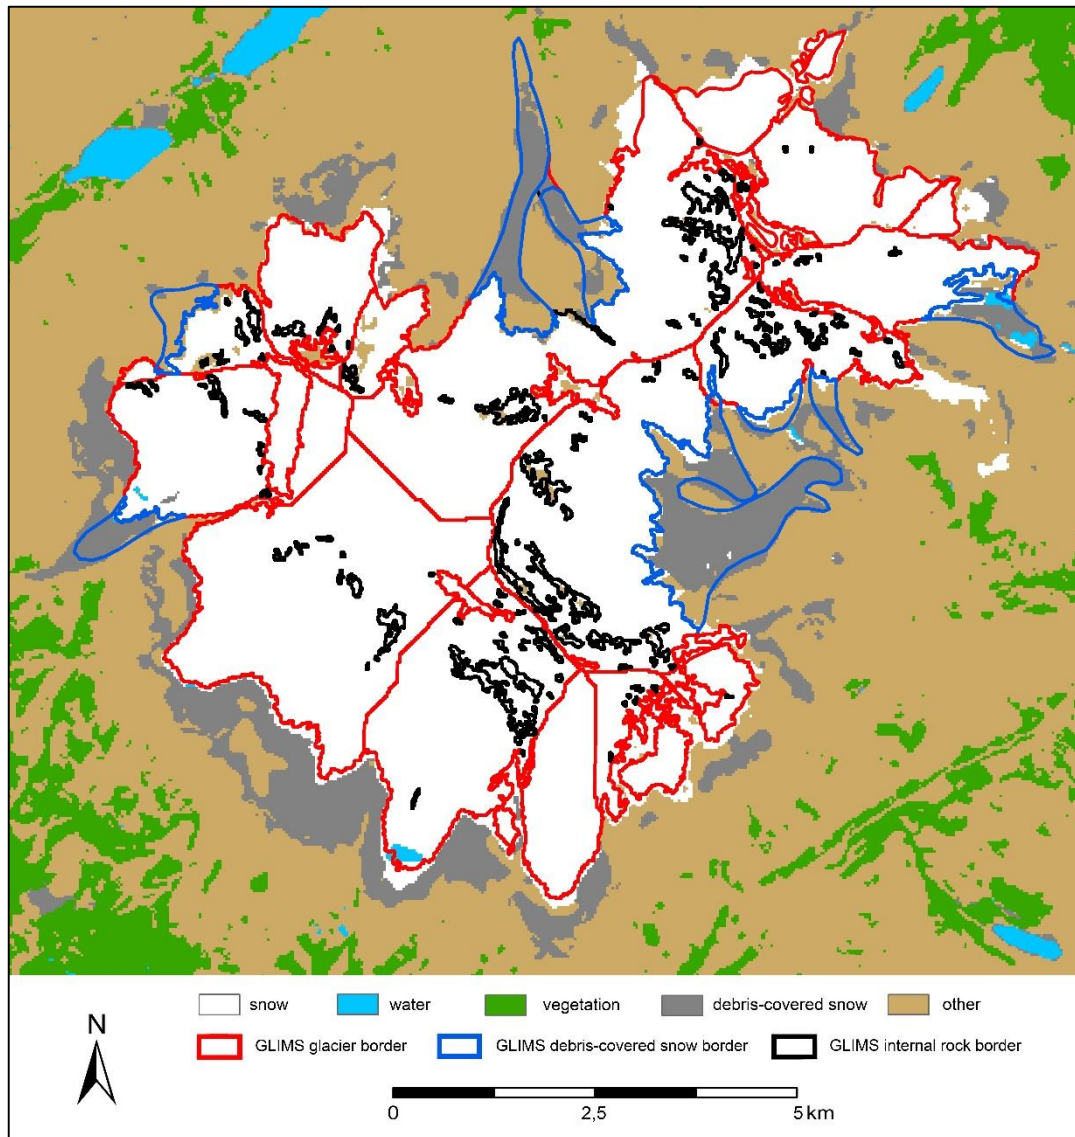 snow water vegetation debris-covered snow other
GLIMS glacier border GLIMS debris-covered snow border GLIMS internal rock border
N
0 2,5 5 km